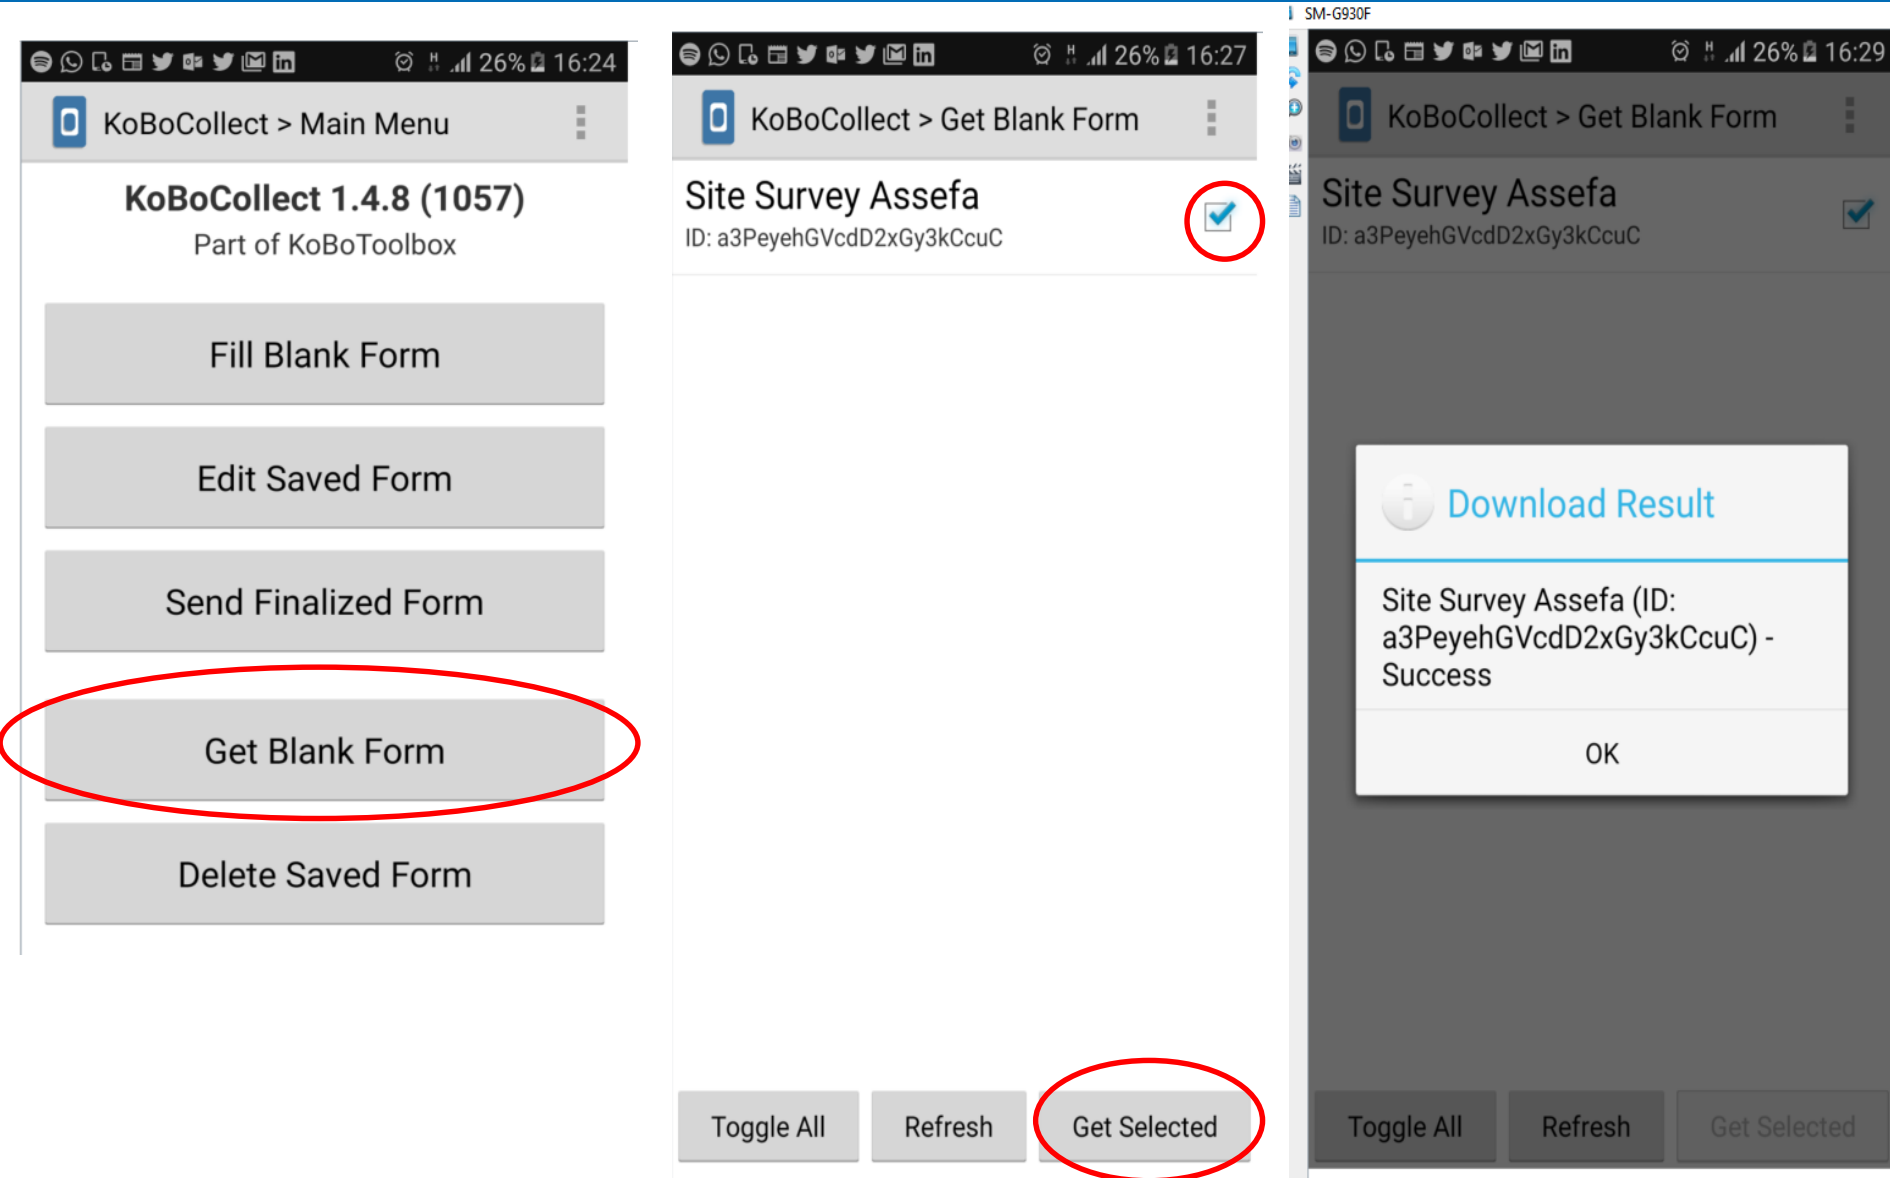 16:24
26%
KoBoCollect > Main Menu
KoBoCollect 1.4.8 (1057)
Part of KoBoToolbox
Fill Blank Form
Edit Saved Form
Send Finalized Form
Get Blank Form
Delete Saved Form
26% 16:27
KoBoCollect > Get Blank Form
Site Survey Assefa
ID: a3PeyehGVcdD2xGy3kCcuC
Toggle All
Refresh
Get Selected
SM-G930F
26% 16:29
KoBoCollect > Get Blank Form
Site Survey Assefa
ID: a3PeyehGVcdD2xGy3kCcuC
Download Result
Site Survey Assefa (ID:
a3PeyehGVcdD2xGy3kCcuC) -
Success
OK
Toggle All
Refresh
Get Selected